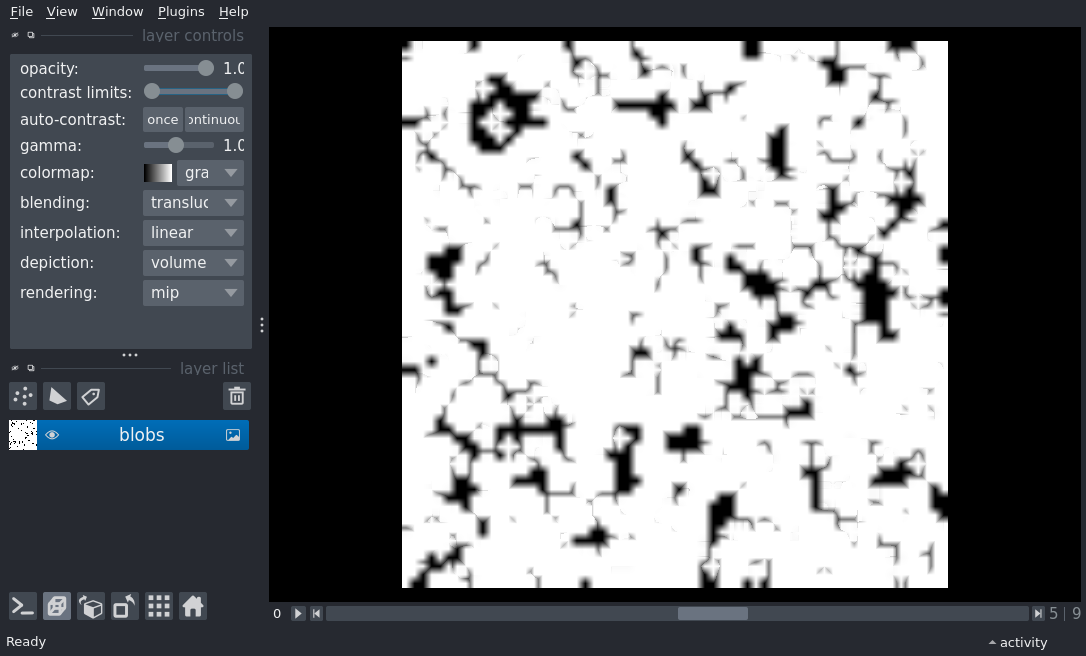 File View Window Plugins Help
layer controls
opacity: 1.0
contrast limits:
auto-contrast: once ontinuou
gamma: 1.0
colormap: gra
blending: transluc
interpolation: linear
depiction: volume
rendering: mip
layer list
blobs
0 5 | 9
Ready activity